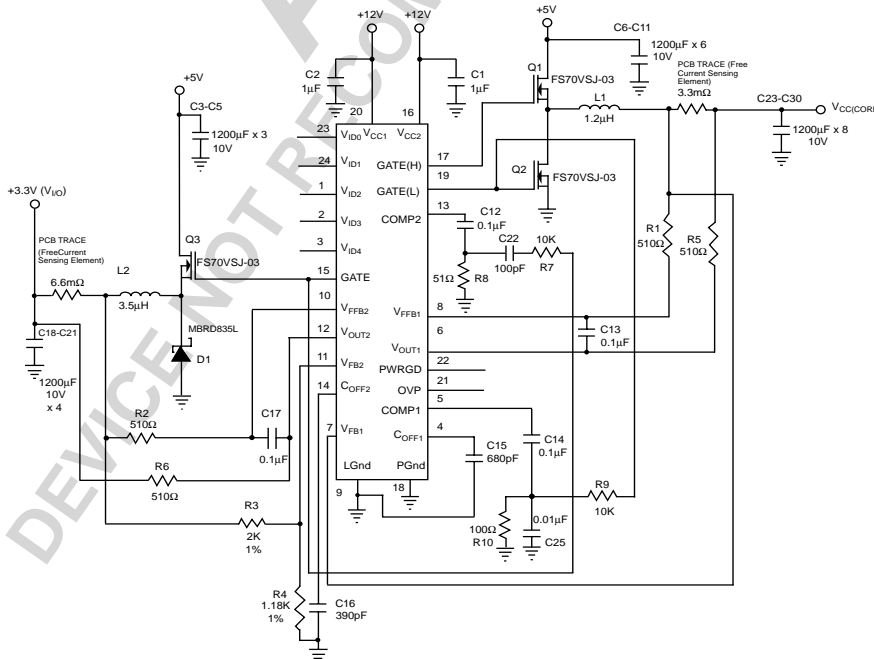 +12V
+12V
+5V
C6-C11
1200µF x 6
10V
C2
1µF
C1
1µF
Q1
FS70VSJ-03
PCB TRACE (Free
Current Sensing
Element)
3.3mΩ
+5V
C3-C5
1200µF x 3
10V
L1
1.2µH
C23-C30
VCC(CORE
1200µF x 8
10V
20
16
23
VID0
VCC1
VCC2
24
VID1
GATE(H)
17
19
Q2
FS70VSJ-03
1
VID2
GATE(L)
+3.3V (VI/O)
2
VID3
COMP2
13
C12
0.1µF
3
VID4
C22
100pF
10K
R7
R1
510Ω
R5
510Ω
PCB TRACE
(FreeCurrent
Sensing Element)
Q3
FS70VSJ-03
L2
15
GATE
51Ω
R8
6.6mΩ
3.5µH
10
VFFB2
VFFB1
8
C13
0.1µF
C18-C21
MBRD835L
D1
12
VOUT2
6
VOUT1
1200µF
10V
x 4
11
VFB2
PWRGD
22
14
COFF2
OVP
21
COMP1
5
R2
510Ω
C17
0.1µF
7
VFB1
COFF1
4
C15
680pF
C14
0.1µF
R6
510Ω
LGnd
PGnd
9
18
R9
10K
R3
2K
1%
100Ω
R10
0.01µF
C25
R4
1.18K
1%
C16
390pF
DEVICE NOT RECOM